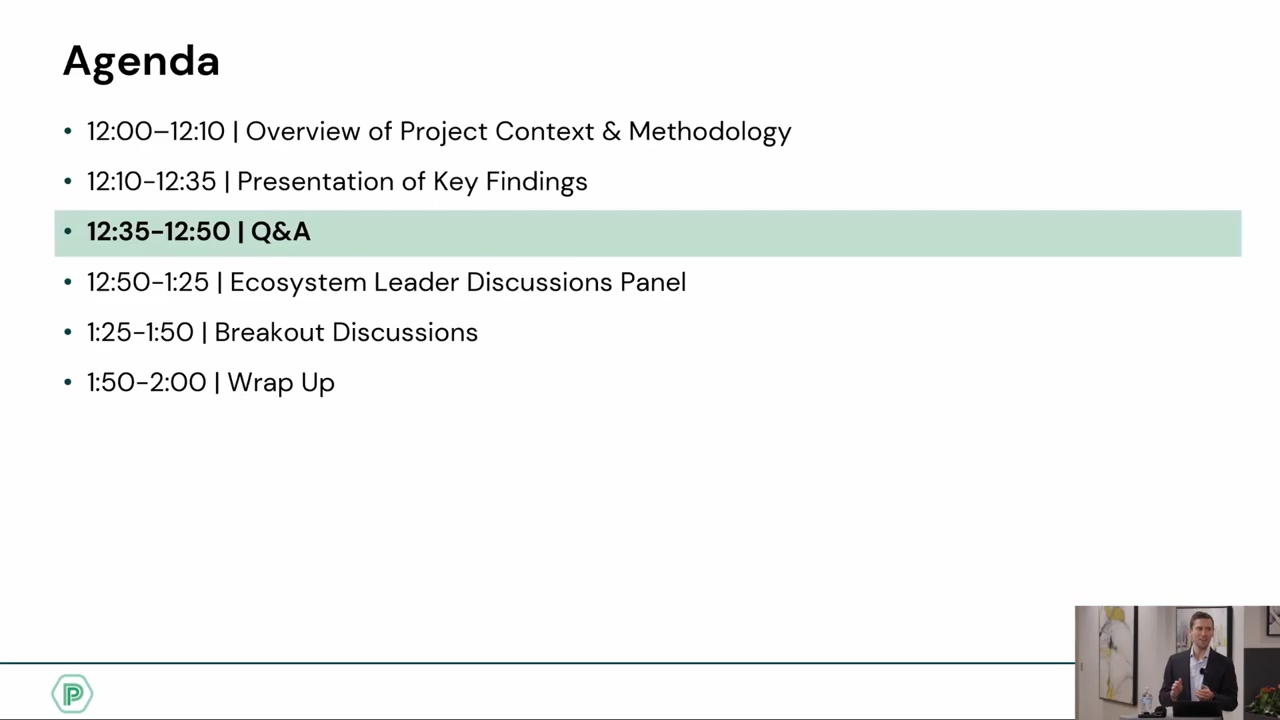 Agenda
• 12:00–12:10 | Overview of Project Context & Methodology
• 12:10-12:35 | Presentation of Key Findings
• 12:35-12:50 | Q&A
• 12:50-1:25 | Ecosystem Leader Discussions Panel
• 1:25-1:50 | Breakout Discussions
• 1:50-2:00 | Wrap Up
P